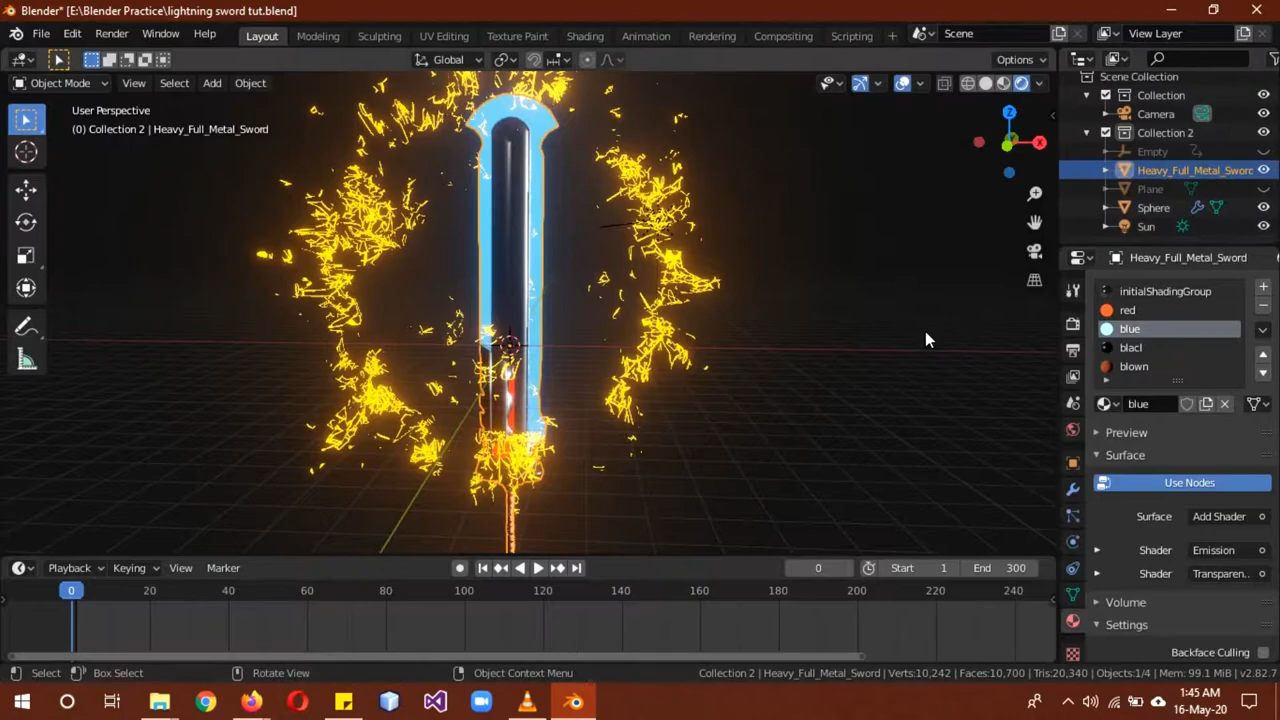 Blender* [E:\Blender Practice\lightning sword tut.blend]
File Edit Render Window Help Layout Modeling Sculpting UV Editing Texture Paint Shading Animation Rendering Compositing Scripting Scene View Layer
Global Options
Object Mode View Select Add Object
User Perspective
(0) Collection 2 | Heavy_Full_Metal_Sword
Z
X
Scene Collection
Collection
Camera
Collection 2
Empty
Heavy_Full_Metal_Sword
Plane
Sphere
Sun
Heavy_Full_Metal_Sword
initialShadingGroup
red
blue
blacl
blown
blue
Preview
Surface
Use Nodes
Surface Add Shader
Shader Emission
Shader Transparen..
Volume
Settings
Backface Culling
Playback Keying View Marker 0 Start 1 End 300
0 20 40 60 80 100 120 140 160 180 200 220 240
Select Box Select Rotate View Object Context Menu Collection 2 | Heavy_Full_Metal_Sword | Verts:10,242 | Faces:10,700 | Tris:20,340 | Objects:1/4 | Mem: 99.1 MiB | v2.82.7
1:45 AM
16-May-20